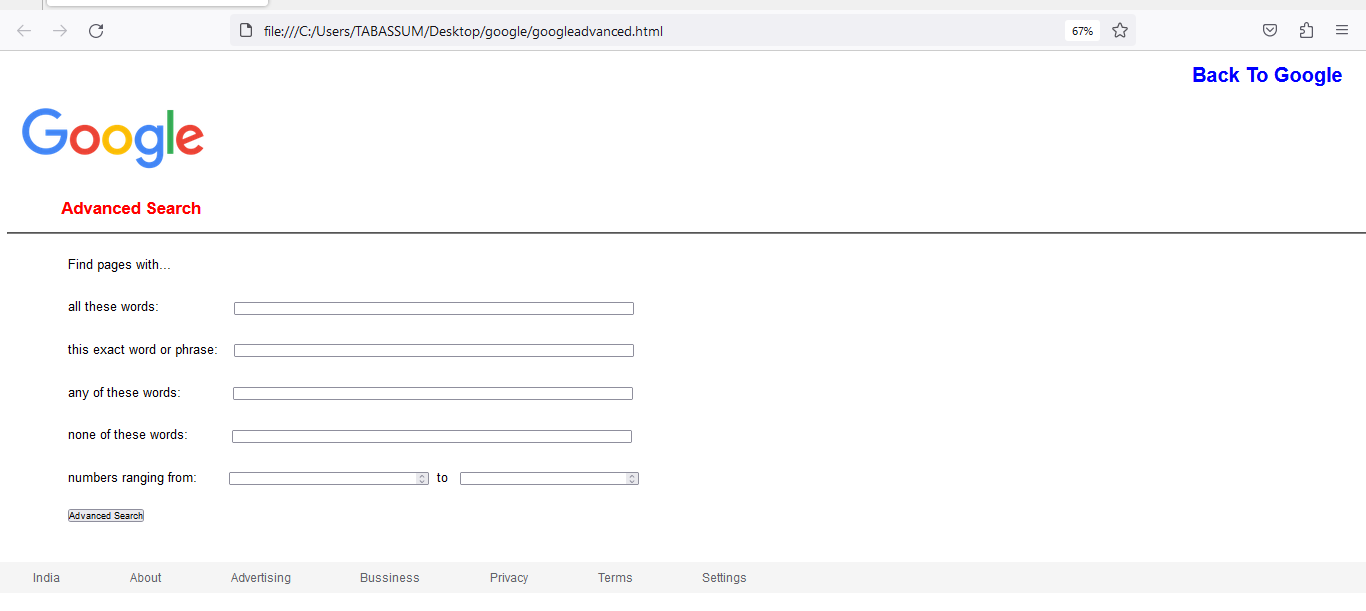 file:///C:/Users/TABASSUM/Desktop/google/googleadvanced.html 67%
Back To Google
Google
Advanced Search
Find pages with...
all these words:
this exact word or phrase:
any of these words:
none of these words:
numbers ranging from: to
Advanced Search
India About Advertising Bussiness Privacy Terms Settings